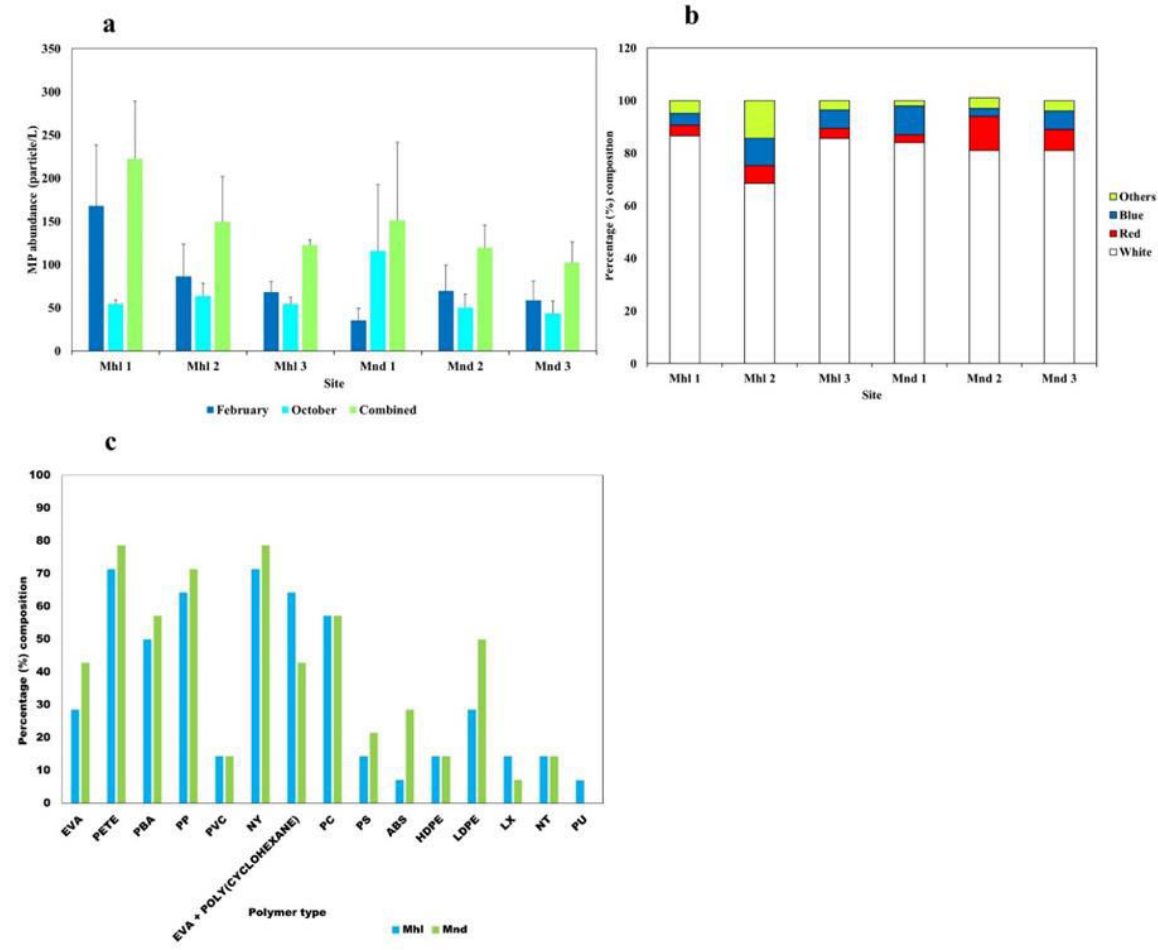 a
350
300
250
200
150
100
50
0
MP abundance (particle/L)
Mhl 1 Mhl 2 Mhl 3 Mnd 1 Mnd 2 Mnd 3
Site
February October Combined
b
120
100
80
60
40
20
0
Percentage (%) composition
Mhl 1 Mhl 2 Mhl 3 Mnd 1 Mnd 2 Mnd 3
Site
Others
Blue
Red
White
c
100
90
80
70
60
50
40
30
20
10
0
Percentage (%) composition
EVA
PETE
PBA
PP
PVC
NY
EVA + POLY(CYCLOHEXANE)
PC
PS
ABS
HDPE
LDPE
LX
NT
PU
Polymer type
Mhl Mnd